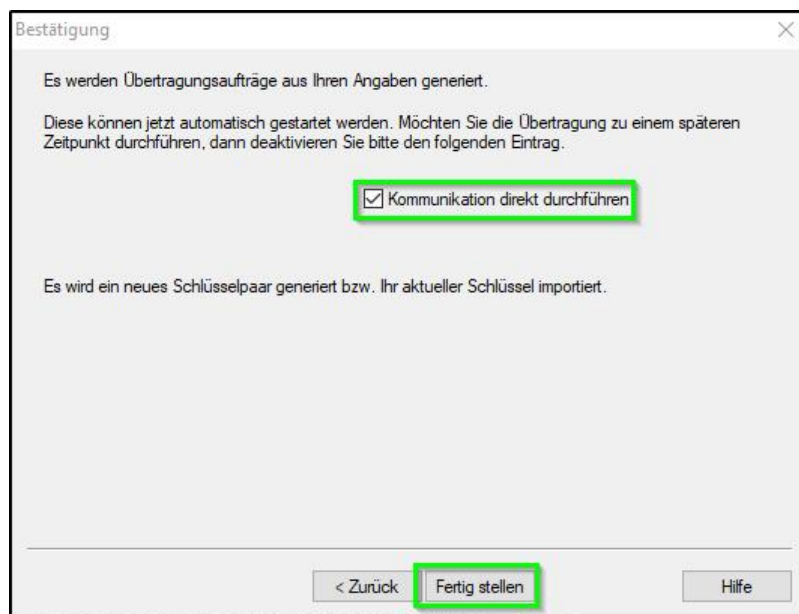 Bestätigung
Es werden Übertragungsaufträge aus Ihren Angaben generiert.
Diese können jetzt automatisch gestartet werden. Möchten Sie die Übertragung zu einem späteren
Zeitpunkt durchführen, dann deaktivieren Sie bitte den folgenden Eintrag.
Kommunikation direkt durchführen
Es wird ein neues Schlüsselpaar generiert bzw. Ihr aktueller Schlüssel importiert.
< Zurück Fertig stellen Hilfe